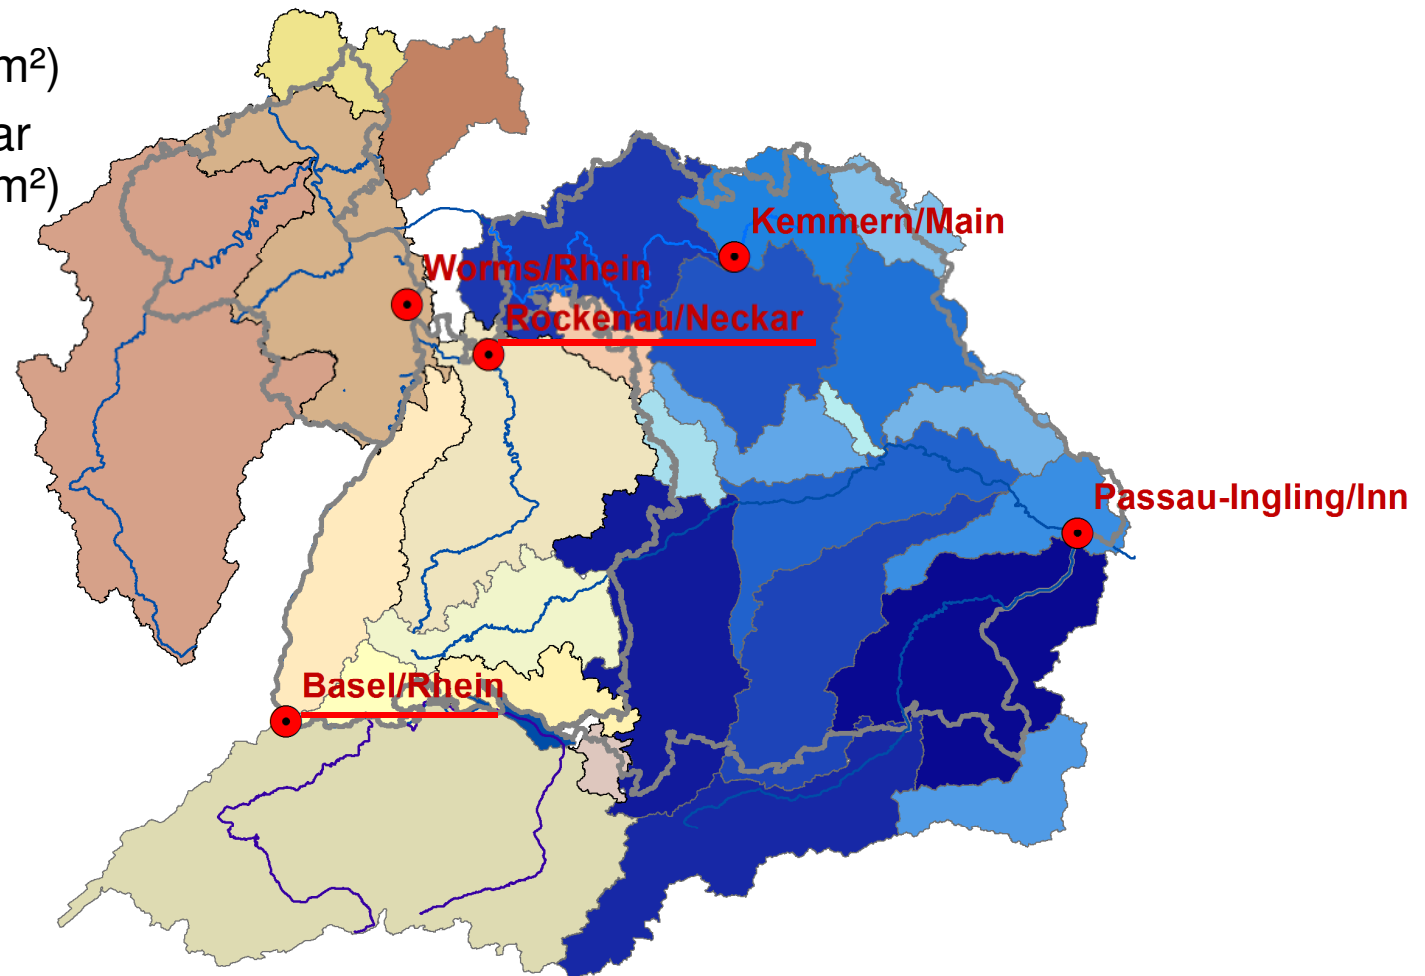 m²)
ar
m²)
Kemmern/Main
Worms/Rhein
Rockenau/Neckar
Passau-Ingling/Inn
Basel/Rhein